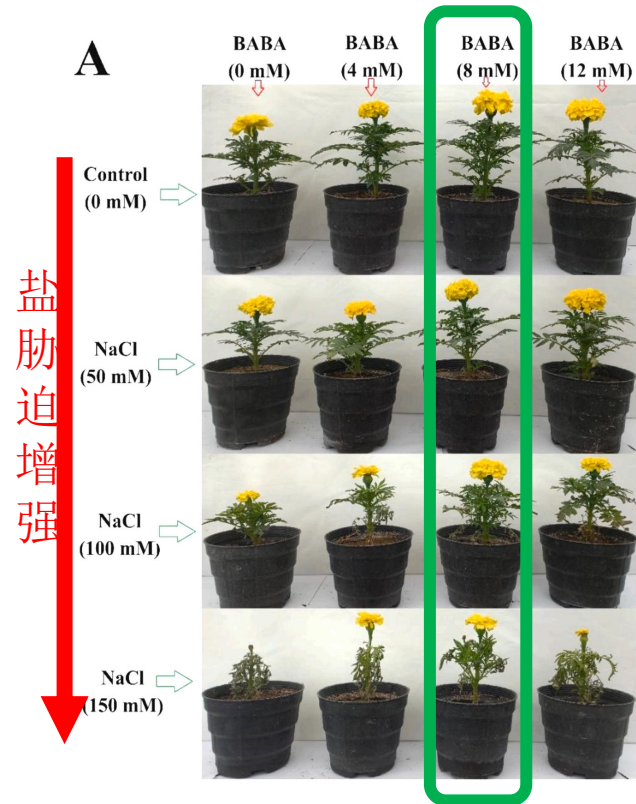 A
BABA
(0 mM)
BABA
(4 mM)
BABA
(8 mM)
BABA
(12 mM)
Control
(0 mM)
NaCl
(50 mM)
NaCl
(100 mM)
NaCl
(150 mM)
盐
胁
迫
增
强